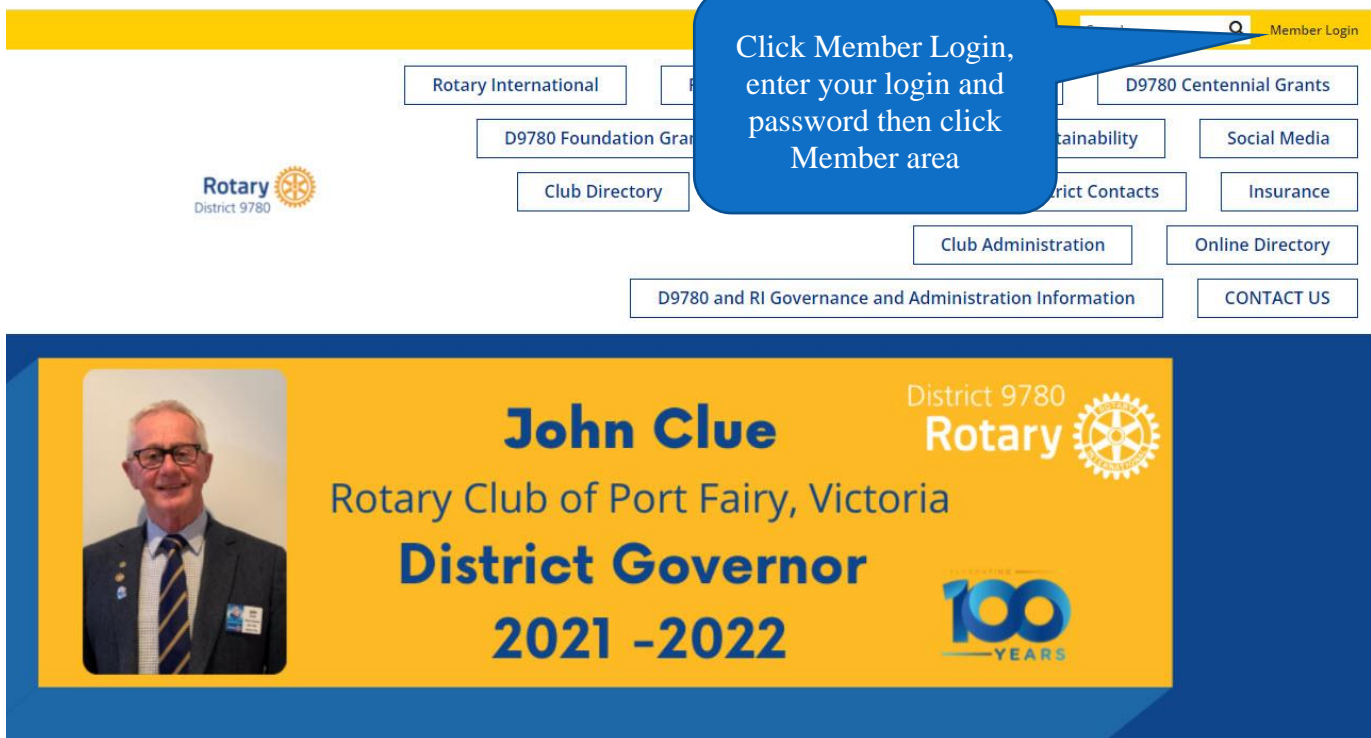 Member Login
Click Member Login,
enter your login and
password then click
Member area
Rotary International
D9780 Centennial Grants
D9780 Foundation
Social Media
Rotary
District 9780
Club Directory
Contacts
Insurance
Club Administration
Online Directory
D9780 and RI Governance and Administration Information
CONTACT US
John Clue
Rotary Club of Port Fairy, Victoria
District Governor
2021 -2022
District 9780
Rotary
ROTARY
INTERNATIONAL
100
YEARS